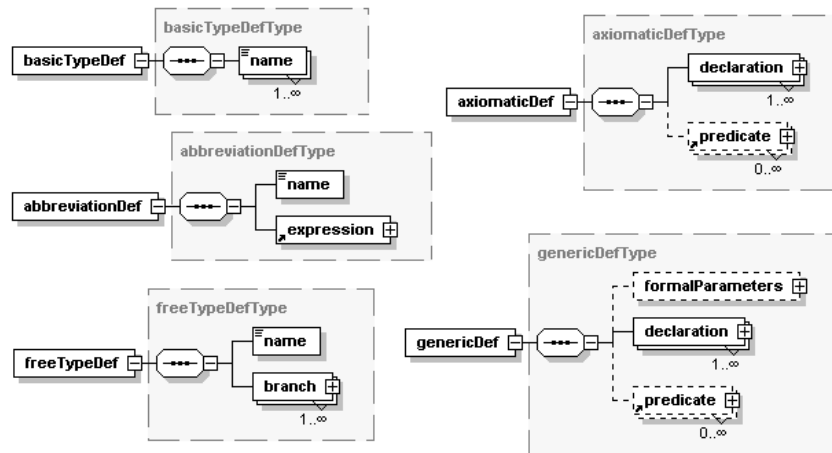 basicTypeDefType
basicTypeDef
name
1..∞
abbreviationDefType
abbreviationDef
name
expression
freeTypeDefType
freeTypeDef
name
branch
1..∞
axiomaticDefType
axiomaticDef
declaration
1..∞
predicate
0..∞
genericDefType
genericDef
formalParameters
declaration
1..∞
predicate
0..∞